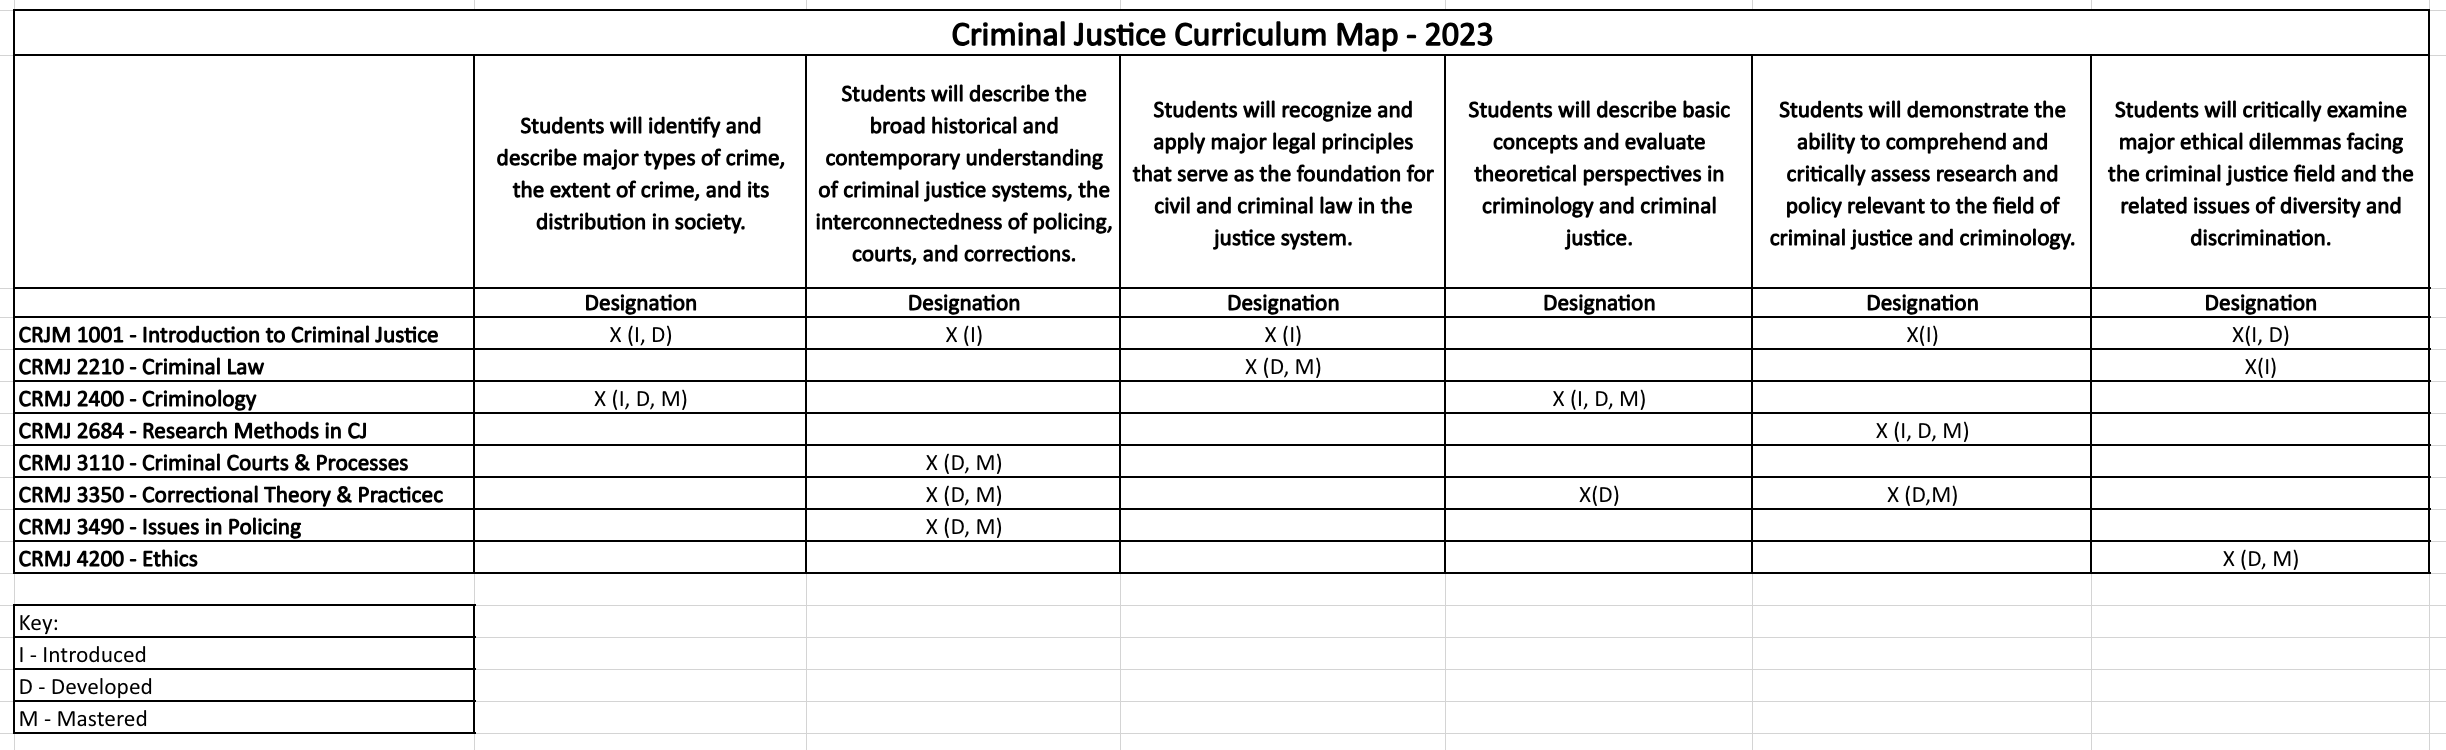 Criminal Justice Curriculum Map - 2023
Students will identify and
describe major types of crime,
the extent of crime, and its
distribution in society.
Students will describe the
broad historical and
contemporary understanding
of criminal justice systems, the
interconnectedness of policing,
courts, and corrections.
Students will recognize and
apply major legal principles
that serve as the foundation for
civil and criminal law in the
justice system.
Students will describe basic
concepts and evaluate
theoretical perspectives in
criminology and criminal
justice.
Students will demonstrate the
ability to comprehend and
critically assess research and
policy relevant to the field of
criminal justice and criminology.
Students will critically examine
major ethical dilemmas facing
the criminal justice field and the
related issues of diversity and
discrimination.
Designation Designation Designation Designation Designation Designation
CRJM 1001 - Introduction to Criminal Justice X (I, D) X (I) X (I) X(I) X(I, D)
CRMJ 2210 - Criminal Law X (D, M) X(I)
CRMJ 2400 - Criminology X (I, D, M) X (I, D, M)
CRMJ 2684 - Research Methods in CJ X (I, D, M)
CRMJ 3110 - Criminal Courts & Processes X (D, M)
CRMJ 3350 - Correctional Theory & Practicec X (D, M) X(D) X (D,M)
CRMJ 3490 - Issues in Policing X (D, M)
CRMJ 4200 - Ethics X (D, M)
Key:
I - Introduced
D - Developed
M - Mastered